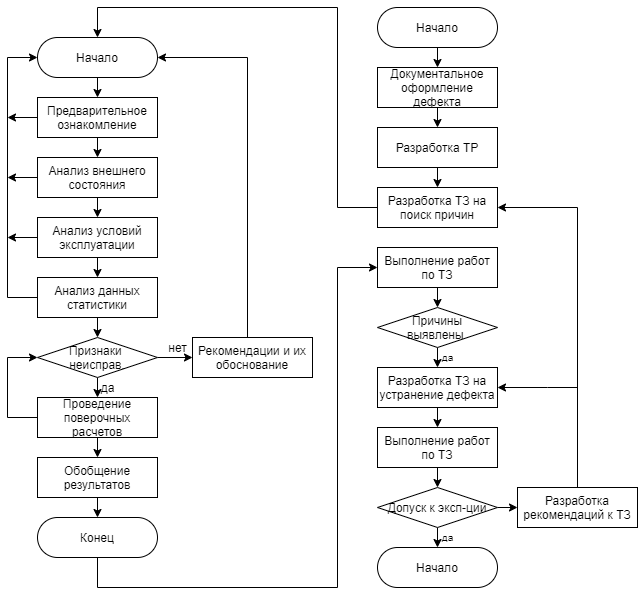 Начало
Предварительное
ознакомление
Анализ внешнего
состояния
Анализ условий
эксплуатации
Анализ данных
статистики
Признаки
неисправ.
нет
Рекомендации и их
обоснование
да
Проведение
поверочных
расчетов
Обобщение
результатов
Конец
Начало
Документальное
оформление
дефекта
Разработка ТР
Разработка ТЗ на
поиск причин
Выполнение работ
по ТЗ
Причины
выявлены
да
Разработка ТЗ на
устранение дефекта
Выполнение работ
по ТЗ
Допуск к эксп-ции
Разработка
рекомендаций к ТЗ
да
Начало